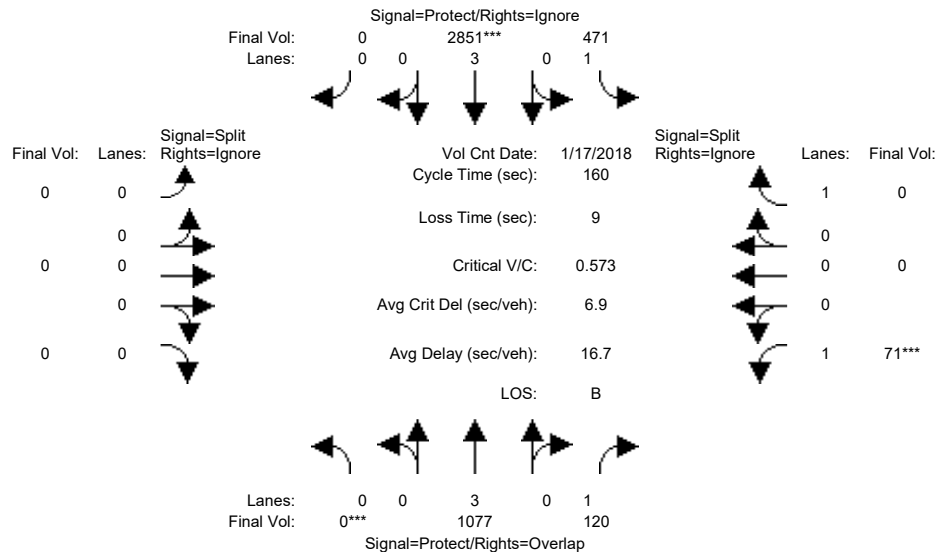 Signal=Protect/Rights=Ignore
Final Vol: 0 2851*** 471
Lanes: 0 0 3 0 1
Signal=Split Signal=Split
Final Vol: Lanes: Rights=Ignore Vol Cnt Date: 1/17/2018 Rights=Ignore Lanes: Final Vol:
Cycle Time (sec): 160
0 0 1 0
Loss Time (sec): 9
0 0
0 0 Critical V/C: 0.573 0 0
0 Avg Crit Del (sec/veh): 6.9 0
0 0 Avg Delay (sec/veh): 16.7 1 71***
LOS: B
Lanes: 0 0 3 0 1
Final Vol: 0*** 1077 120
Signal=Protect/Rights=Overlap